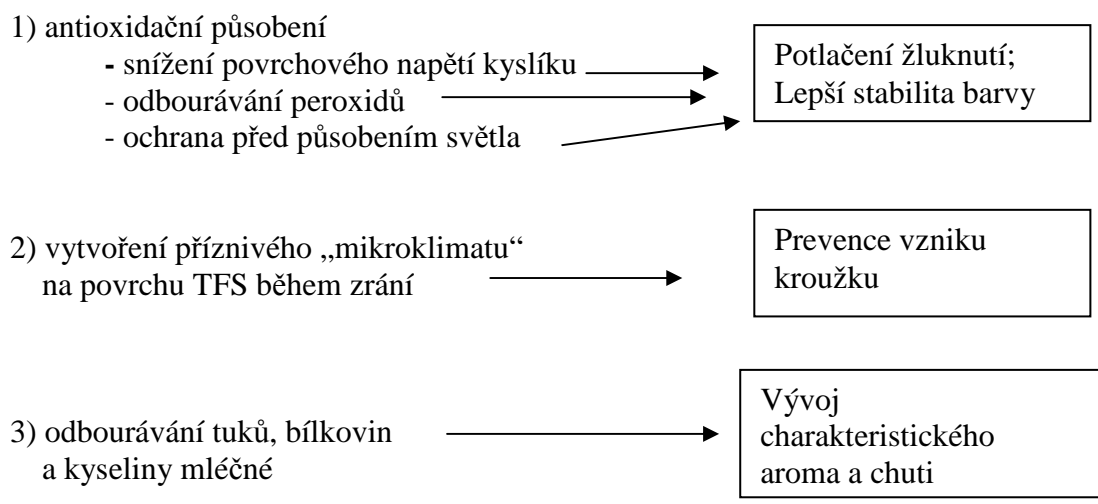 1) antioxidační působení
- snížení povrchového napětí kyslíku
- odbourávání peroxidů
- ochrana před působením světla
Potlačení žluknutí;
Lepší stabilita barvy
2) vytvoření příznivého „mikroklimatu“
na povrchu TFS během zrání
Prevence vzniku
kroužku
3) odbourávání tuků, bílkovin
a kyseliny mléčné
Vývoj
charakteristického
aroma a chuti